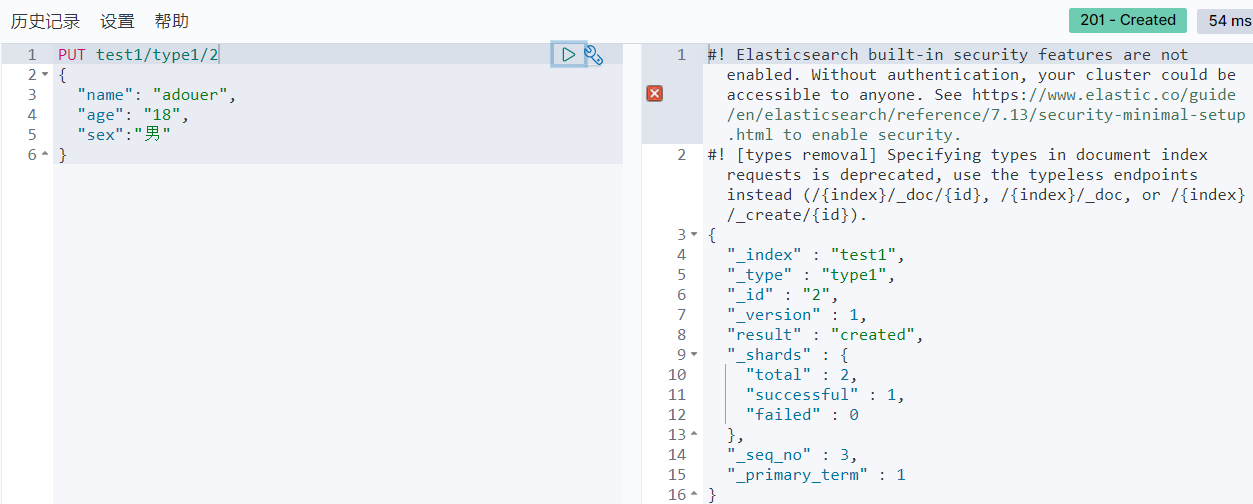 历史记录 设置 帮助
201 - Created 54 ms
1 PUT test1/type1/2
2 {
3 "name": "adouer",
4 "age": "18",
5 "sex":"男"
6 }
1 #! Elasticsearch built-in security features are not
enabled. Without authentication, your cluster could be
accessible to anyone. See https://www.elastic.co/guide
/en/elasticsearch/reference/7.13/security-minimal-setup
.html to enable security.
2 #! [types removal] Specifying types in document index
requests is deprecated, use the typeless endpoints
instead (/{index}/_doc/{id}, /{index}/_doc, or /{index}
/_create/{id}).
3 {
4 "_index" : "test1",
5 "_type" : "type1",
6 "_id" : "2",
7 "_version" : 1,
8 "result" : "created",
9 "_shards" : {
10 "total" : 2,
11 "successful" : 1,
12 "failed" : 0
13 },
14 "_seq_no" : 3,
15 "_primary_term" : 1
16 }